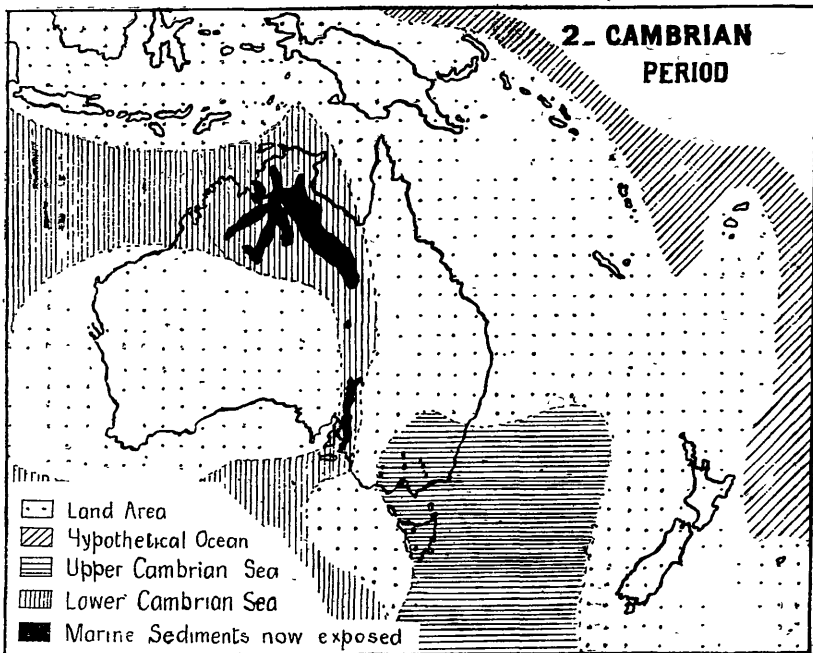 2_ CAMBRIAN
PERIOD
Land Area
Hypothetical Ocean
Upper Cambrian Sea
Lower Cambrian Sea
Marine Sediments now exposed